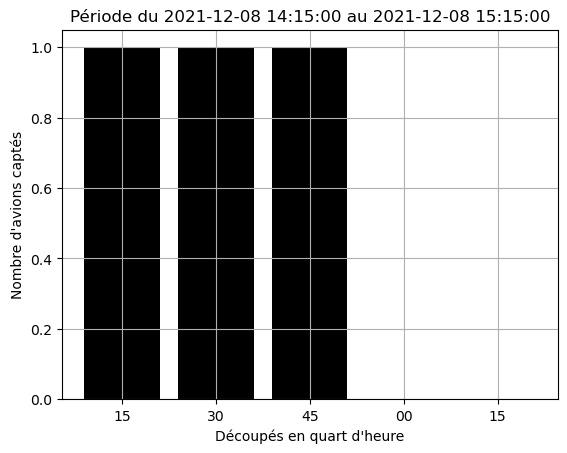 Période du 2021-12-08 14:15:00 au 2021-12-08 15:15:00
1.0
0.8
0.6
0.4
0.2
0.0
Nombre d'avions captés
15 30 45 00 15
Découpés en quart d'heure